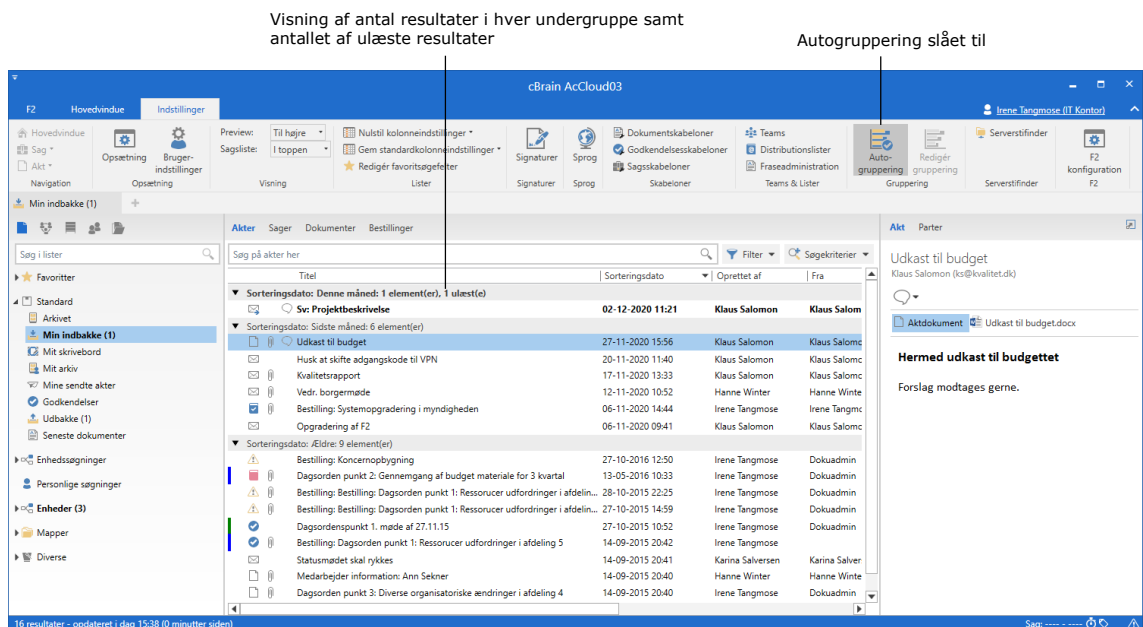 Visning af antal resultater i hver undergruppe samt
antallet af ulæste resultater
Autogruppering slået til
cBrain AcCloud03
F2 Hovedvindue Indstillinger
Irene Tangmose (IT Kontor)
Hovedvindue
Sag
Akt
Navigation
Opsætning
Bruger-
indstillinger
Opsætning
Preview: Til højre
Sagsliste: I toppen
Visning
Nulstil kolonneindstillinger
Gem standardkolonneindstillinger
Redigér favoritsøgefelter
Lister
Signaturer
Signaturer
Sprog
Sprog
Dokumentskabeloner
Godkendelsesskabeloner
Sagsskabeloner
Skabeloner
Teams
Distributionslister
Fraseadministration
Teams & Lister
Auto-
gruppering
Redigér
gruppering
Gruppering
Serverstifinder
Serverstifinder
F2
konfiguration
F2
Min indbakke (1)
Søg i lister
Favoritter
Standard
Arkivet
Min indbakke (1)
Mit skrivebord
Mit arkiv
Mine sendte akter
Godkendelser
Udbakke (1)
Seneste dokumenter
Enhedssøgninger
Personlige søgninger
Enheder (3)
Mapper
Diverse
Akter Sager Dokumenter Bestillinger
Søg på akter her
Filter Søgekriterier
Titel Sorteringsdato Oprettet af Fra
Sorteringsdato: Denne måned: 1 element(er), 1 ulæst(e)
Sv: Projektbeskrivelse 02-12-2020 11:21 Klaus Salomon Klaus Salom
Sorteringsdato: Sidste måned: 6 element(er)
Udkast til budget 27-11-2020 15:56 Klaus Salomon Klaus Salomc
Husk at skifte adgangskode til VPN 20-11-2020 11:40 Klaus Salomon Klaus Salomc
Kvalitetsrapport 17-11-2020 13:33 Klaus Salomon Klaus Salomc
Vedr. borgermøde 12-11-2020 10:52 Hanne Winter Hanne Winte
Bestilling: Systemopgradering i myndigheden 06-11-2020 14:44 Irene Tangmose Irene Tangmc
Opgradering af F2 06-11-2020 09:41 Klaus Salomon Klaus Salomc
Sorteringsdato: Ældre: 9 element(er)
Bestilling: Koncernopbygning 27-10-2016 12:50 Irene Tangmose Dokuadmin
Dagsorden punkt 2: Gennemgang af budget materiale for 3 kvartal 13-05-2016 10:33 Irene Tangmose Dokuadmin
Bestilling: Bestilling: Dagsorden punkt 1: Ressorucer udfordringer i afdelin... 28-10-2015 22:25 Irene Tangmose Dokuadmin
Bestilling: Bestilling: Dagsorden punkt 1: Ressorucer udfordringer i afdelin... 27-10-2015 14:59 Irene Tangmose Dokuadmin
Dagsordenspunkt 1. møde af 27.11.15 27-10-2015 10:52 Irene Tangmose Dokuadmin
Bestilling: Dagsorden punkt 1: Ressorucer udfordringer i afdeling 5 14-09-2015 20:42 Irene Tangmose
Statusmødet skal rykkes 14-09-2015 20:41 Karina Salversen Karina Salver
Medarbejder information: Ann Sekner 14-09-2015 20:40 Hanne Winter Hanne Winte
Dagsorden punkt 3: Diverse organisatoriske ændringer i afdeling 4 14-09-2015 20:40 Irene Tangmose Dokuadmin
Akt Parter
Udkast til budget
Klaus Salomon (ks@kvalitet.dk)
Aktdokument Udkast til budget.docx
Hermed udkast til budgettet
Forslag modtages gerne.
16 resultater - opdateret i dag 15:38 (0 minutter siden)
Sag: ---- - ----